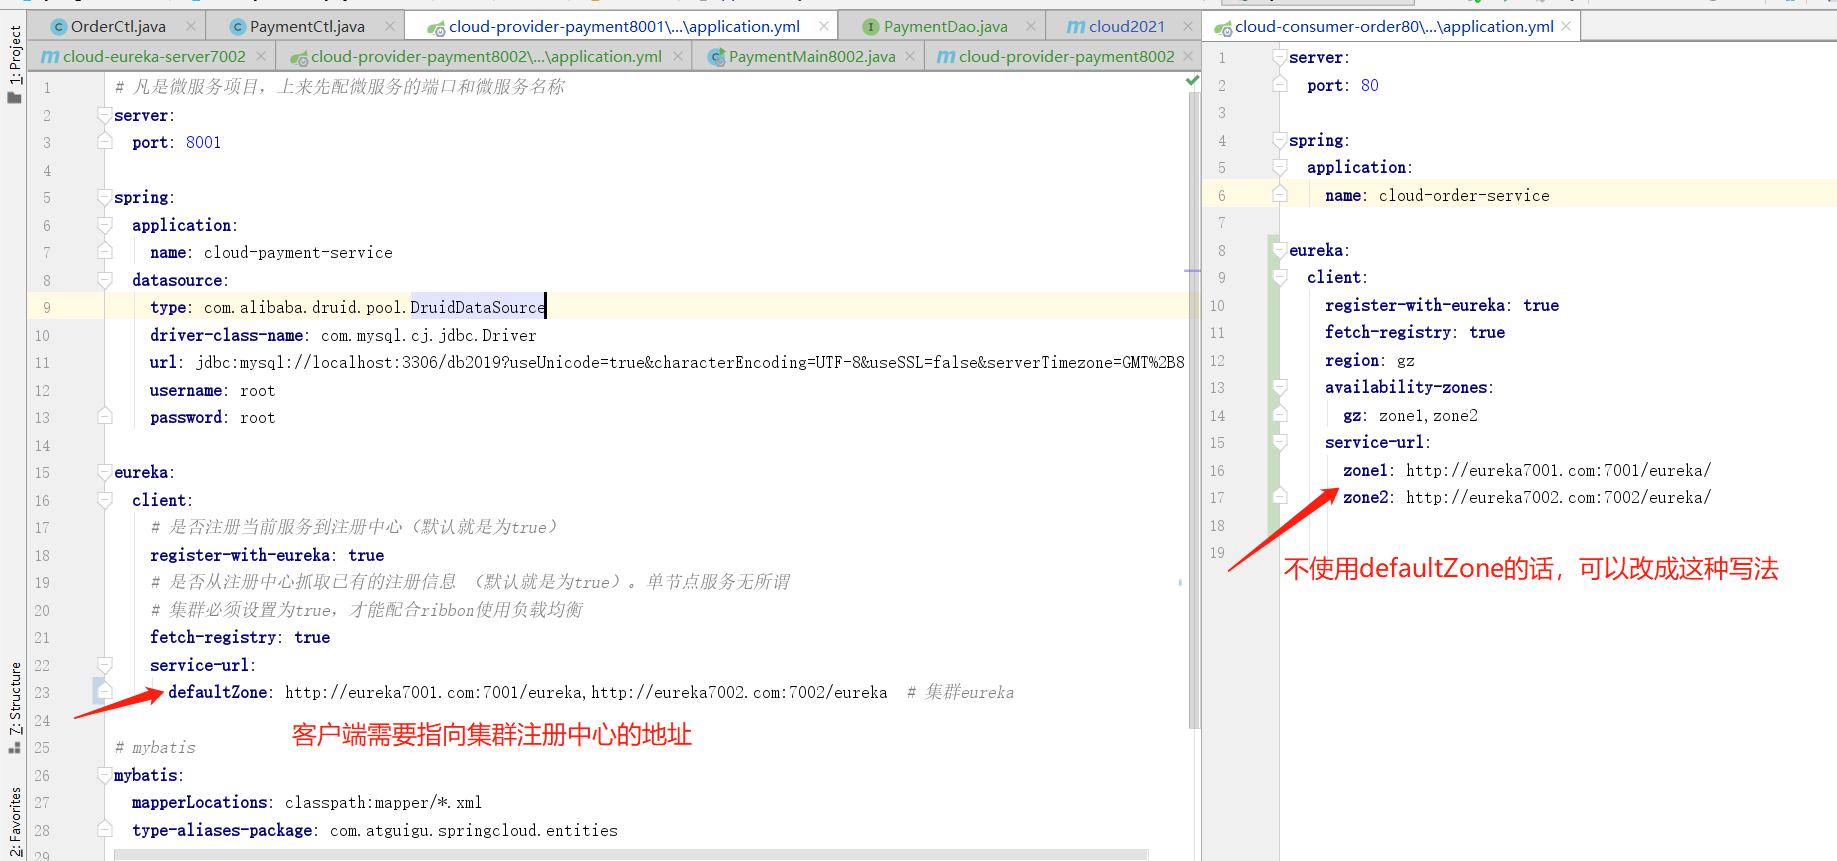 OrderCtl.java
PaymentCtl.java
cloud-provider-payment8001\...\application.yml
PaymentDao.java
cloud2021
cloud-eureka-server7002
cloud-provider-payment8002\...\application.yml
PaymentMain8002.java
cloud-provider-payment8002
1: Project
7: Structure
2: Favorites
1 # 凡是微服务项目，上来先配微服务的端口和微服务名称
2 server:
3 port: 8001
4
5 spring:
6 application:
7 name: cloud-payment-service
8 datasource:
9 type: com.alibaba.druid.pool.DruidDataSource
10 driver-class-name: com.mysql.cj.jdbc.Driver
11 url: jdbc:mysql://localhost:3306/db2019?useUnicode=true&characterEncoding=UTF-8&useSSL=false&serverTimezone=GMT%2B8
12 username: root
13 password: root
14
15 eureka:
16 client:
17 # 是否注册当前服务到注册中心（默认就是为true）
18 register-with-eureka: true
19 # 是否从注册中心抓取已有的注册信息 （默认就是为true）。单节点服务无所谓
20 # 集群必须设置为true，才能配合ribbon使用负载均衡
21 fetch-registry: true
22 service-url:
23 defaultZone: http://eureka7001.com:7001/eureka,http://eureka7002.com:7002/eureka # 集群eureka
24
客户端需要指向集群注册中心的地址
25 # mybatis
26 mybatis:
27 mapperLocations: classpath:mapper/*.xml
28 type-aliases-package: com.atguigu.springcloud.entities
29
cloud-consumer-order80\...\application.yml
1 server:
2 port: 80
3
4 spring:
5 application:
6 name: cloud-order-service
7
8 eureka:
9 client:
10 register-with-eureka: true
11 fetch-registry: true
12 region: gz
13 availability-zones:
14 gz: zone1,zone2
15 service-url:
16 zone1: http://eureka7001.com:7001/eureka/
17 zone2: http://eureka7002.com:7002/eureka/
18
19
不使用defaultZone的话，可以改成这种写法